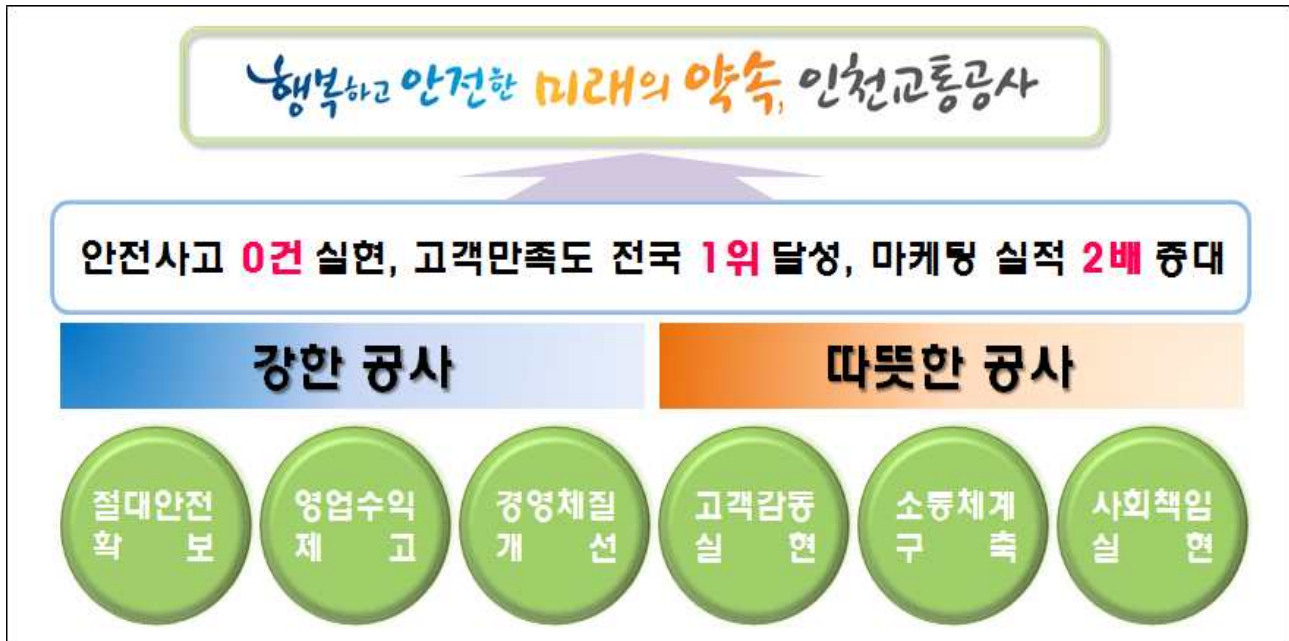 행복하고 안전한 미래의 약속, 인천교통공사
안전사고 0건 실현, 고객만족도 전국 1위 달성, 마케팅 실적 2배 증대
강한 공사
따뜻한 공사
절대안전
확 보
영업수익
제 고
경영체질
개 선
고객감동
실 현
소통체계
구 축
사회책임
실 현